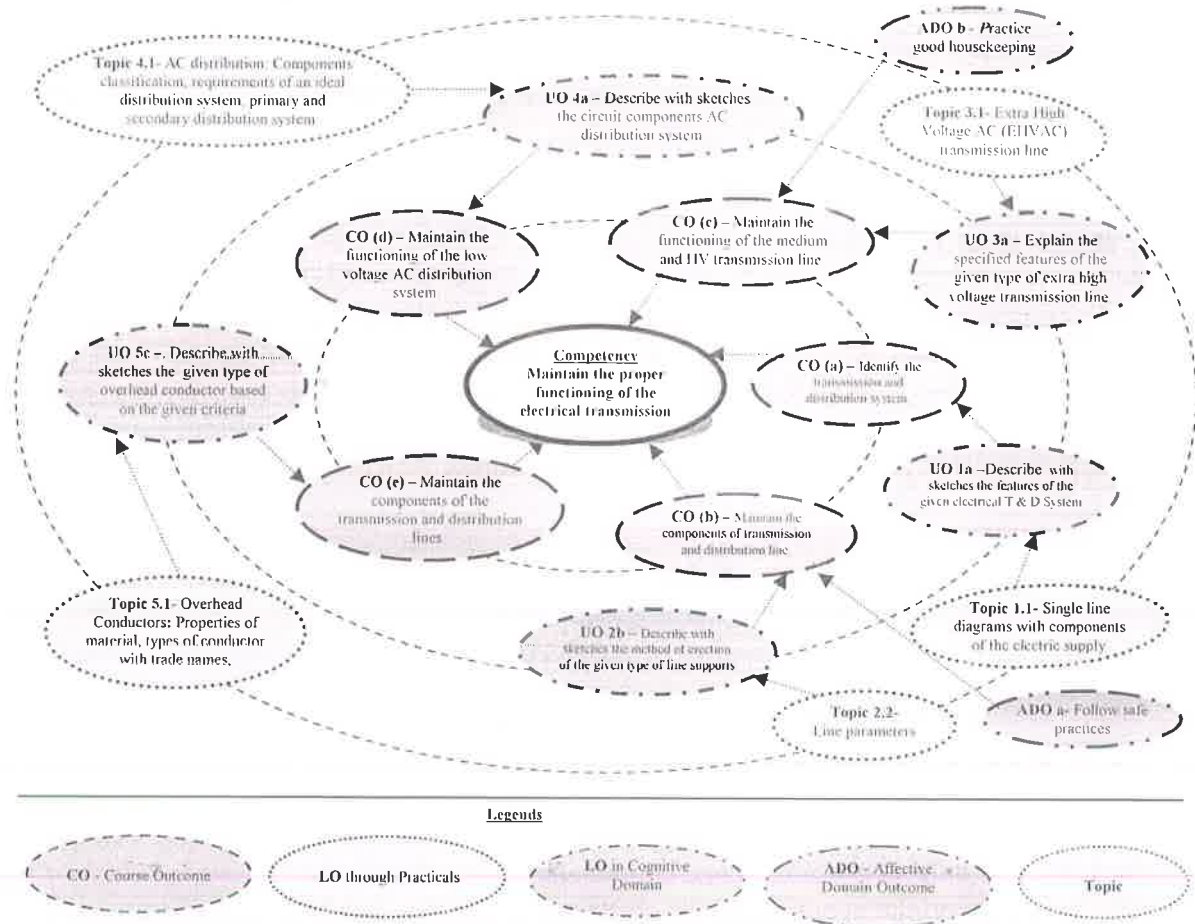 ADO b - Practice
good housekeeping
Topic 4.1- AC distribution: Components
classification, requirements of an ideal
distribution system, primary and
secondary distribution system
UO 4a – Describe with sketches
the circuit components AC
distribution system
Topic 3.1- Extra High
Voltage AC (EHVAC)
transmission line
CO (d) – Maintain the
functioning of the low
voltage AC distribution
system
CO (c) – Maintain the
functioning of the medium
and HV transmission line
UO 3a – Explain the
specified features of the
given type of extra high
voltage transmission line
UO 5c –. Describe with
sketches the given type of
overhead conductor based
on the given criteria
Competency
Maintain the proper
functioning of the
electrical transmission
CO (a) – Identify the
transmission and
distribution system
CO (e) – Maintain the
components of the
transmission and distribution
lines
CO (b) – Maintain the
components of transmission
and distribution line
UO 1a –Describe with
sketches the features of the
given electrical T & D System
Topic 5.1- Overhead
Conductors: Properties of
material, types of conductor
with trade names.
UO 2b – Describe with
sketches the method of erection
of the given type of line supports
Topic 1.1- Single line
diagrams with components
of the electric supply
Topic 2.2-
Line parameters
ADO a- Follow safe
practices
Legends
CO - Course Outcome
LO through Practicals
LO in Cognitive
Domain
ADO - Affective
Domain Outcome
Topic